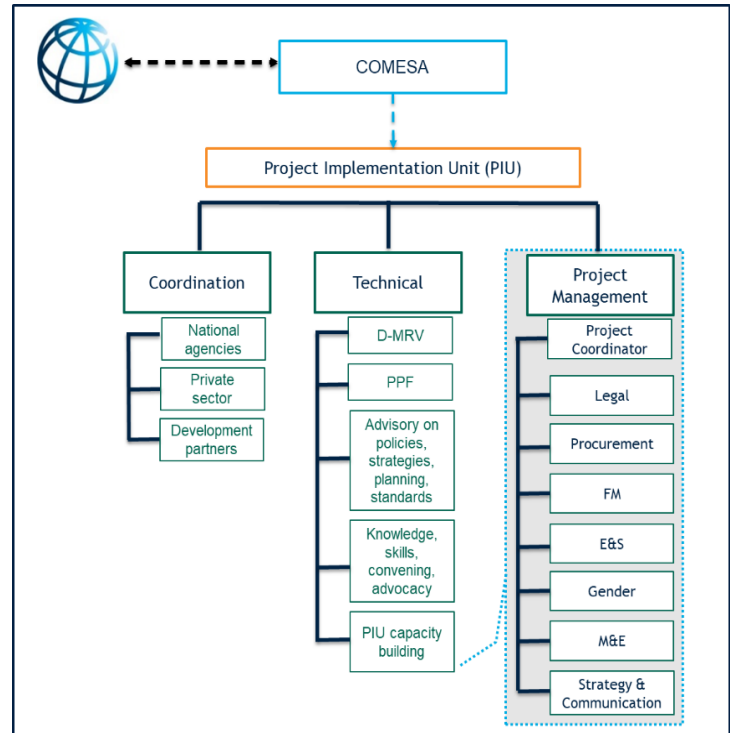 COMESA
Project Implementation Unit (PIU)
Coordination
National
agencies
Private
sector
Development
partners
Technical
D-MRV
PPF
Advisory on
policies,
strategies,
planning,
standards
Knowledge,
skills,
convening,
advocacy
PIU capacity
building
Project
Management
Project
Coordinator
Legal
Procurement
FM
E&S
Gender
M&E
Strategy &
Communication